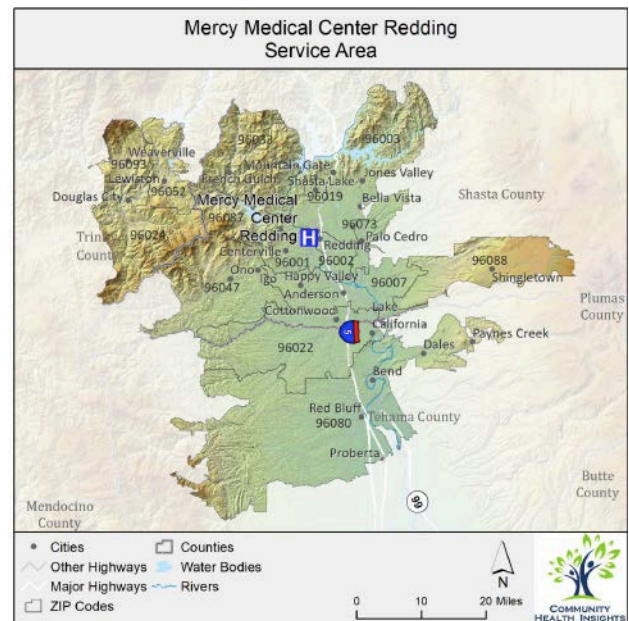 Mercy Medical Center Redding
Service Area
96033
96003
Weaverville
96093
Mountain Gate
Lewiston
French Gulch
Jones Valley
96052
Shasta Lake
96019
Douglas City
Mercy Medical
Bella Vista
Shasta County
96087
Center
96073
Trinity
County
96024
Redding
H
Redding
Palo Cedro
Centerville
96001
96002
96088
Ono
Igo
Happy Valley
96007
Shingletown
96047
Anderson
Plumas
County
Cottonwood
Lake
California
5
Paynes Creek
96022
Dales
Bend
Red Bluff
96080
Tehama County
Proberta
Butte
County
Mendocino
County
99
Cities
Counties
Other Highways
Water Bodies
Major Highways
Rivers
ZIP Codes
N
0 10 20 Miles
COMMUNITY
HEALTH INSIGHTS